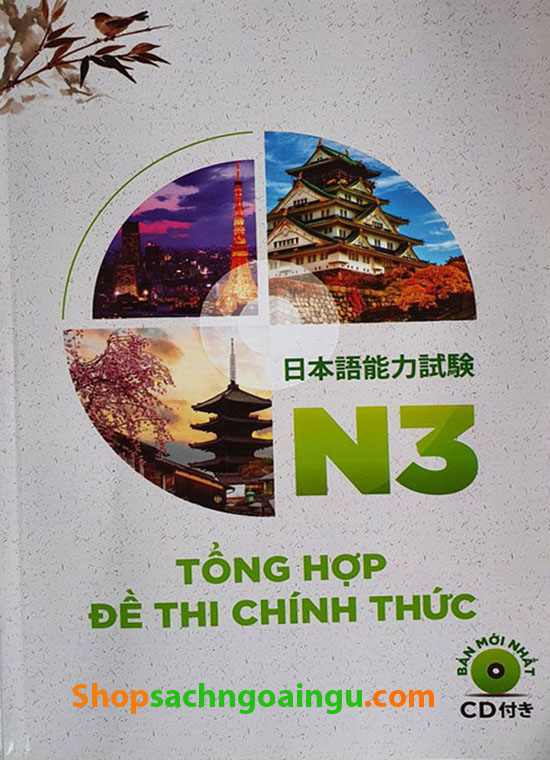 日本語能力試験
N3
TỔNG HỢP
ĐỀ THI CHÍNH THỨC
BẢN MỚI NHẤT
CD付き
Shopsachngoaingu.com